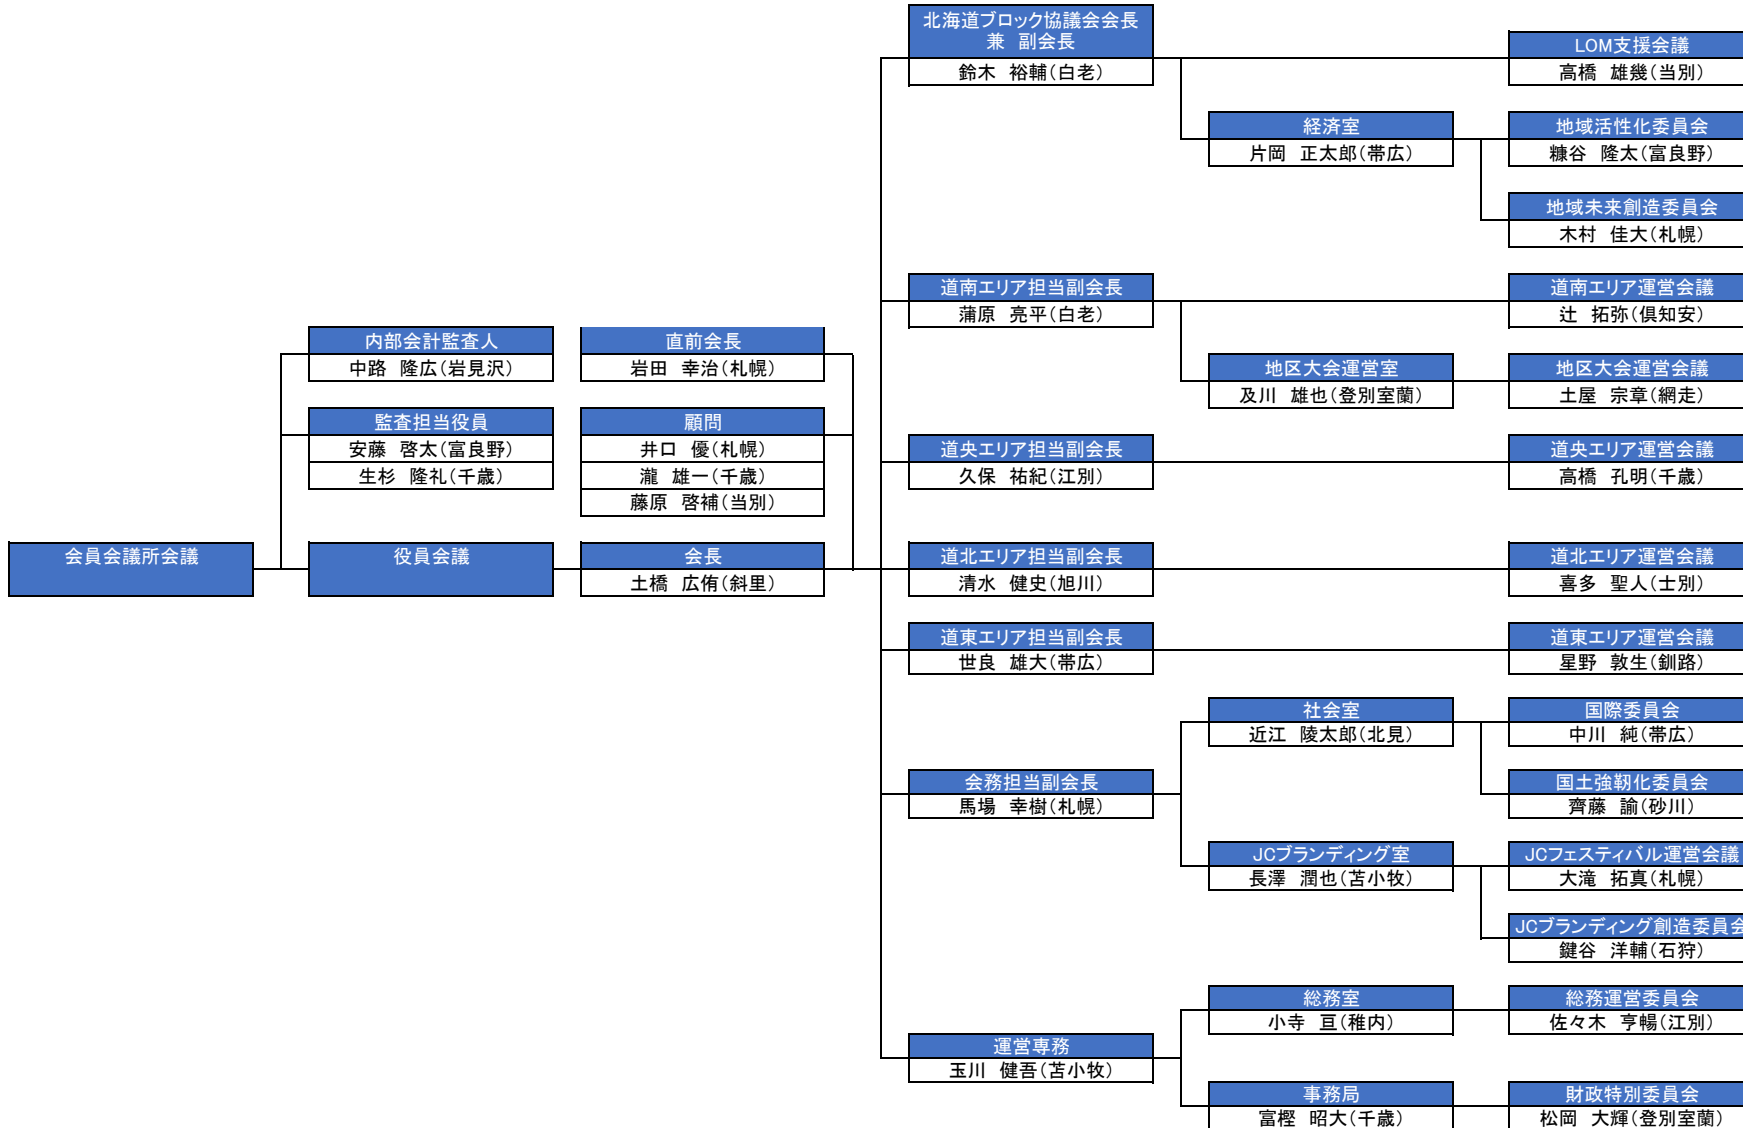 北海道ブロック協議会会長
兼 副会長
鈴木 裕輔(白老)
LOM支援会議
高橋 雄幾(当別)
経済室
片岡 正太郎(帯広)
地域活性化委員会
糠谷 隆太(富良野)
地域未来創造委員会
木村 佳大(札幌)
道南エリア担当副会長
蒲原 亮平(白老)
道南エリア運営会議
辻 拓弥(倶知安)
内部会計監査人
中路 隆広(岩見沢)
直前会長
岩田 幸治(札幌)
地区大会運営室
及川 雄也(登別室蘭)
地区大会運営会議
土屋 宗章(網走)
監査担当役員
安藤 啓太(富良野)
生杉 隆礼(千歳)
顧問
井口 優(札幌)
瀧 雄一(千歳)
藤原 啓補(当別)
道央エリア担当副会長
久保 祐紀(江別)
道央エリア運営会議
高橋 孔明(千歳)
会員会議所会議
役員会議
会長
土橋 広侑(斜里)
道北エリア担当副会長
清水 健史(旭川)
道北エリア運営会議
喜多 聖人(士別)
道東エリア担当副会長
世良 雄大(帯広)
道東エリア運営会議
星野 敦生(釧路)
社会室
近江 陵太郎(北見)
国際委員会
中川 純(帯広)
会務担当副会長
馬場 幸樹(札幌)
国土強靭化委員会
齊藤 諭(砂川)
JCブランディング室
長澤 潤也(苫小牧)
JCフェスティバル運営会議
大滝 拓真(札幌)
JCブランディング創造委員会
鍵谷 洋輔(石狩)
総務室
小寺 亘(稚内)
総務運営委員会
佐々木 亨暢(江別)
運営専務
玉川 健吾(苫小牧)
事務局
富樫 昭大(千歳)
財政特別委員会
松岡 大輝(登別室蘭)